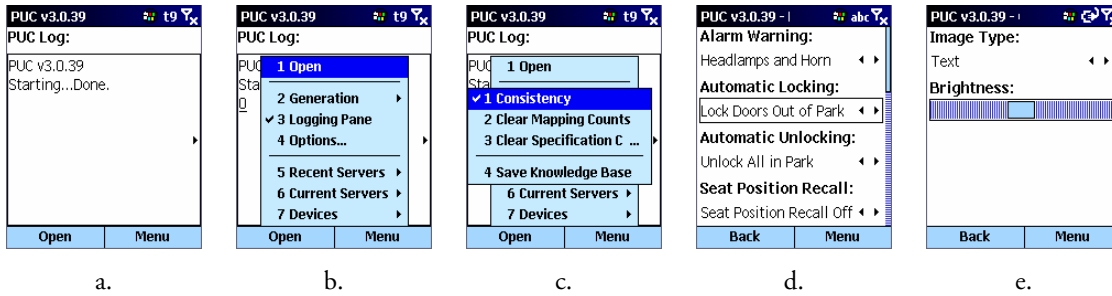 PUC v3.0.39 t9
PUC Log:
PUC v3.0.39
Starting...Done.
Open Menu
a.
PUC v3.0.39 t9
PUC Log:
PUC
1 Open
Sta
0
2 Generation
3 Logging Pane
4 Options...
5 Recent Servers
6 Current Servers
7 Devices
Open Menu
b.
PUC v3.0.39 t9
PUC Log:
PUC
1 Open
Sta
1 Consistency
2 Clear Mapping Counts
3 Clear Specification C ...
4 Save Knowledge Base
6 Current Servers
7 Devices
Open Menu
c.
PUC v3.0.39 - abc
Alarm Warning:
Headlamps and Horn
Automatic Locking:
Lock Doors Out of Park
Automatic Unlocking:
Unlock All in Park
Seat Position Recall:
Seat Position Recall Off
Back Menu
d.
PUC v3.0.39 -
Image Type:
Text
Brightness:
Back Menu
e.